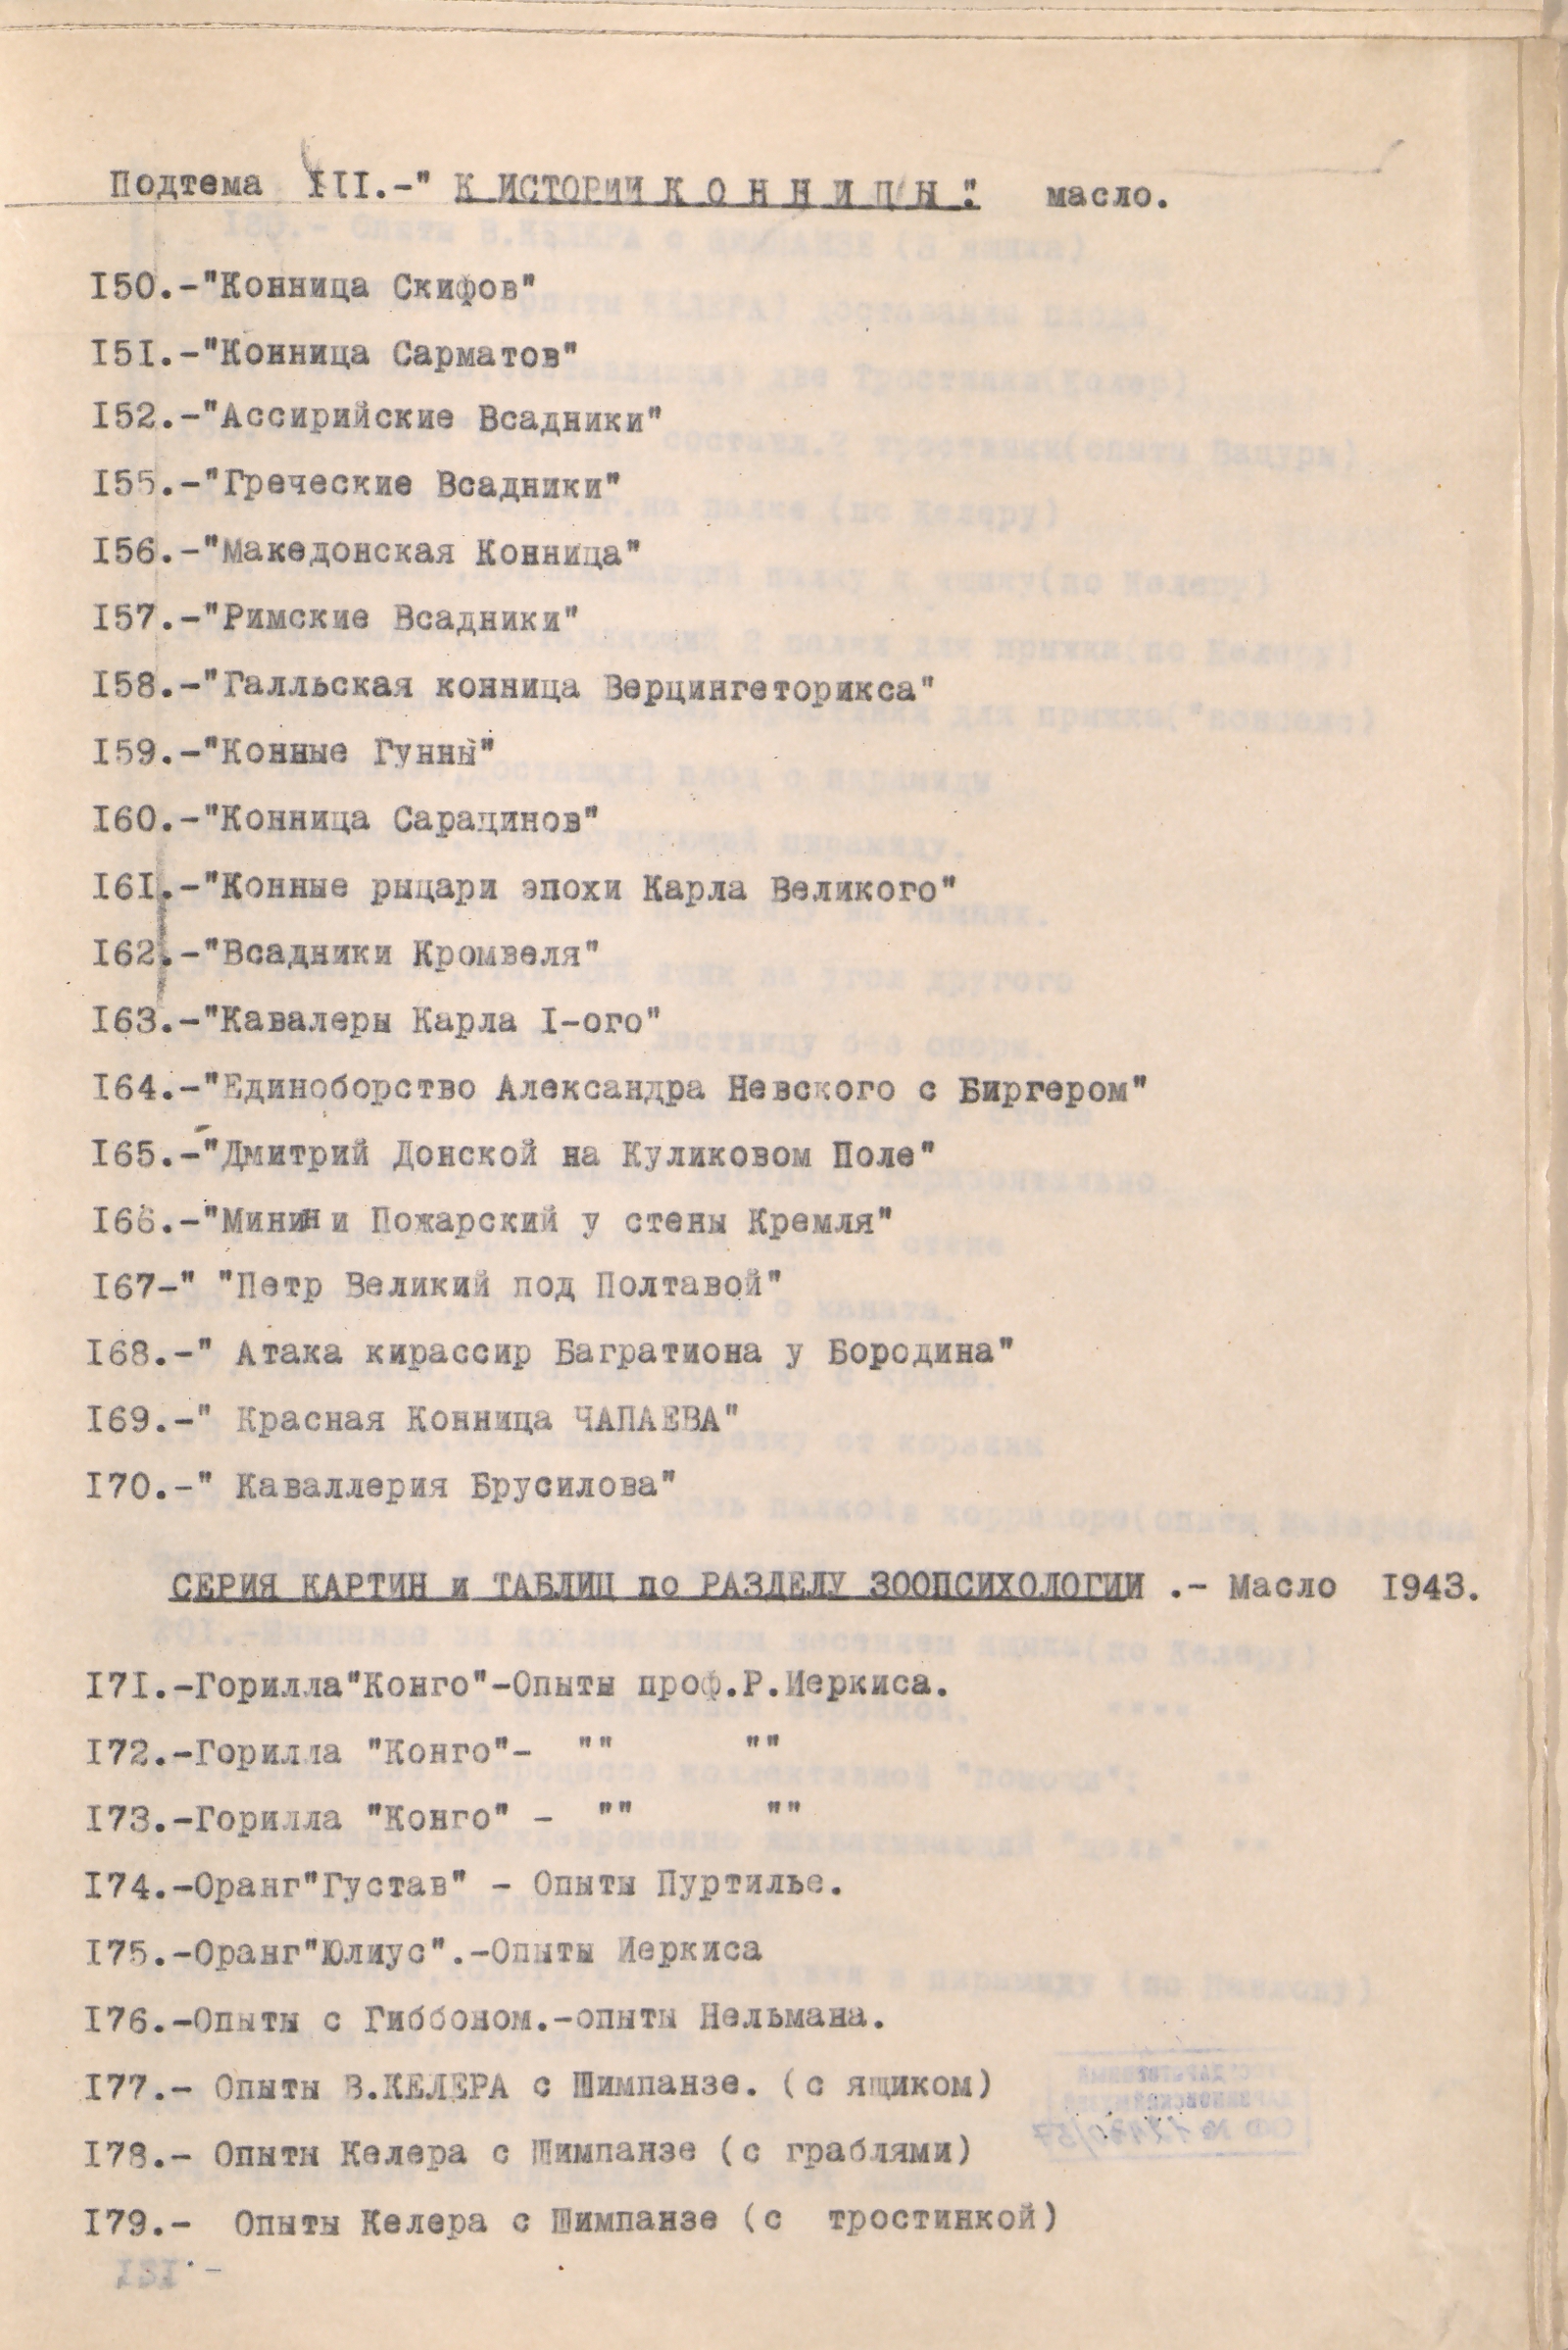 Подтема III.-" К ИСТОРИИ К О Н Н И Ц Ы". масло.
I50.-"Конница Скифов"
I5I.-"Конница Сарматов"
I52.-"Ассирийские Всадники"
I55.-"Греческие Всадники"
I56.-"Македонская Конница"
I57.-"Римские Всадники"
I58.-"Галльская конница Верцингеторикса"
I59.-"Конные Гунны"
I60.-"Конница Сарацинов"
I6I.-"Конные рыцари эпохи Карла Великого"
I62.-"Всадники Кромвеля"
I63.-"Кавалеры Карла I-ого"
I64.-"Единоборство Александра Невского с Биргером"
I65.-"Дмитрий Донской на Куликовом Поле"
I66.-"Минин и Пожарский у стены Кремля"
I67-" "Петр Великий под Полтавой"
I68.-" Атака кирассир Багратиона у Бородина"
I69.-" Красная Конница ЧАПАЕВА"
I70.-" Каваллерия Брусилова"
СЕРИЯ КАРТИН и ТАБЛИЦ по РАЗДЕЛУ ЗООПСИХОЛОГИИ .- Масло 1943.
I7I.-Горилла"Конго"-Опыты проф.Р.Иеркиса.
I72.-Горилла "Конго"- "" ""
I73.-Горилла "Конго" - "" ""
I74.-Оранг"Густав" - Опыты Пуртилье.
I75.-Оранг"Юлиус".-Опыты Иеркиса
I76.-Опыты с Гиббоном.-опыты Нельмана.
I77.- Опыты В.КЕЛЕРА с Шимпанзе. (с ящиком)
I78.- Опыты Келера с Шимпанзе (с граблями)
I79.- Опыты Келера с Шимпанзе (с тростинкой)